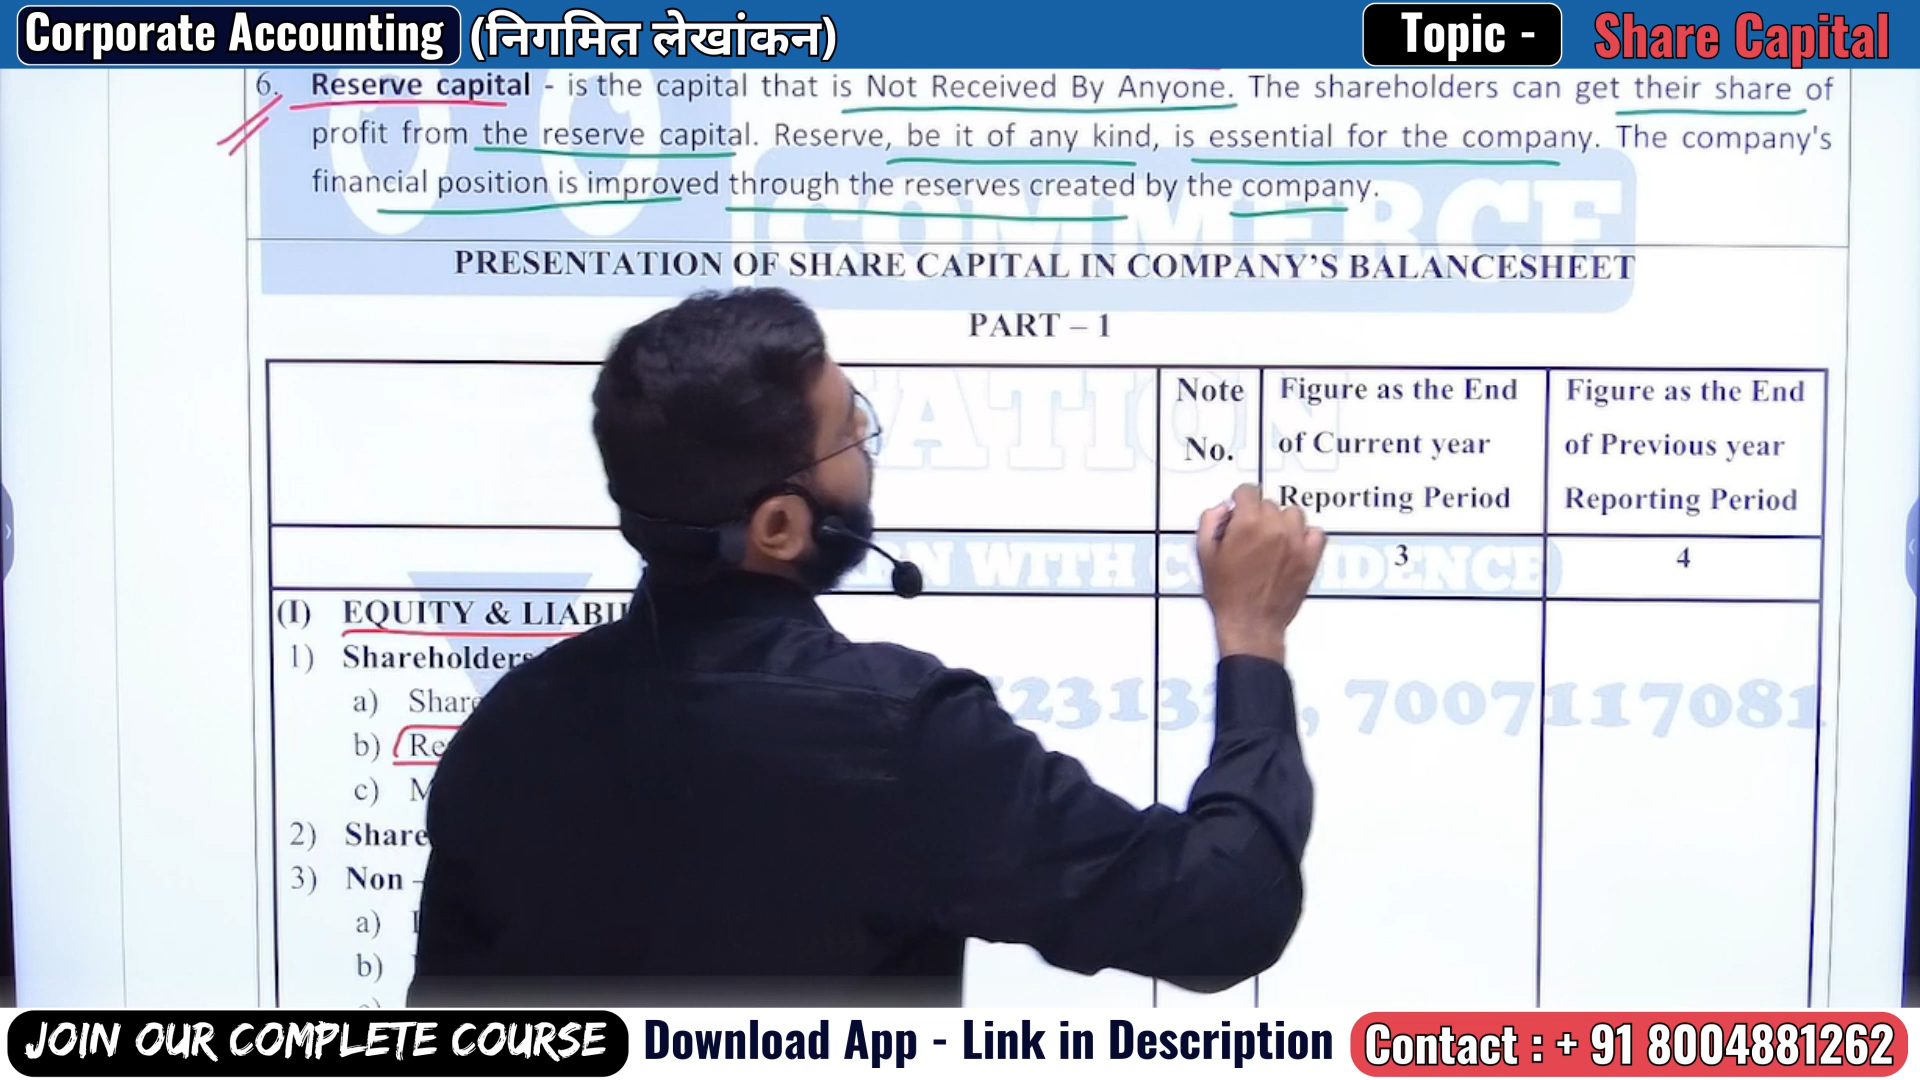 Corporate Accounting (निगमित लेखांकन) Topic - Share Capital
6. Reserve capital - is the capital that is Not Received By Anyone. The shareholders can get their share of
profit from the reserve capital. Reserve, be it of any kind, is essential for the company. The company's
financial position is improved through the reserves created by the company.
COMMERCE
PRESENTATION OF SHARE CAPITAL IN COMPANY'S BALANCESHEET
PART – 1
Note No.
Figure as the End
of Current year
Reporting Period
Figure as the End
of Previous year
Reporting Period
WITH
3
4
(I) EQUITY &
1) Shareholders
a)
b)
c)
7007117081
2) Share
3) Non –
a)
b)
JOIN OUR COMPLETE COURSE Download App - Link in Description Contact : + 91 8004881262